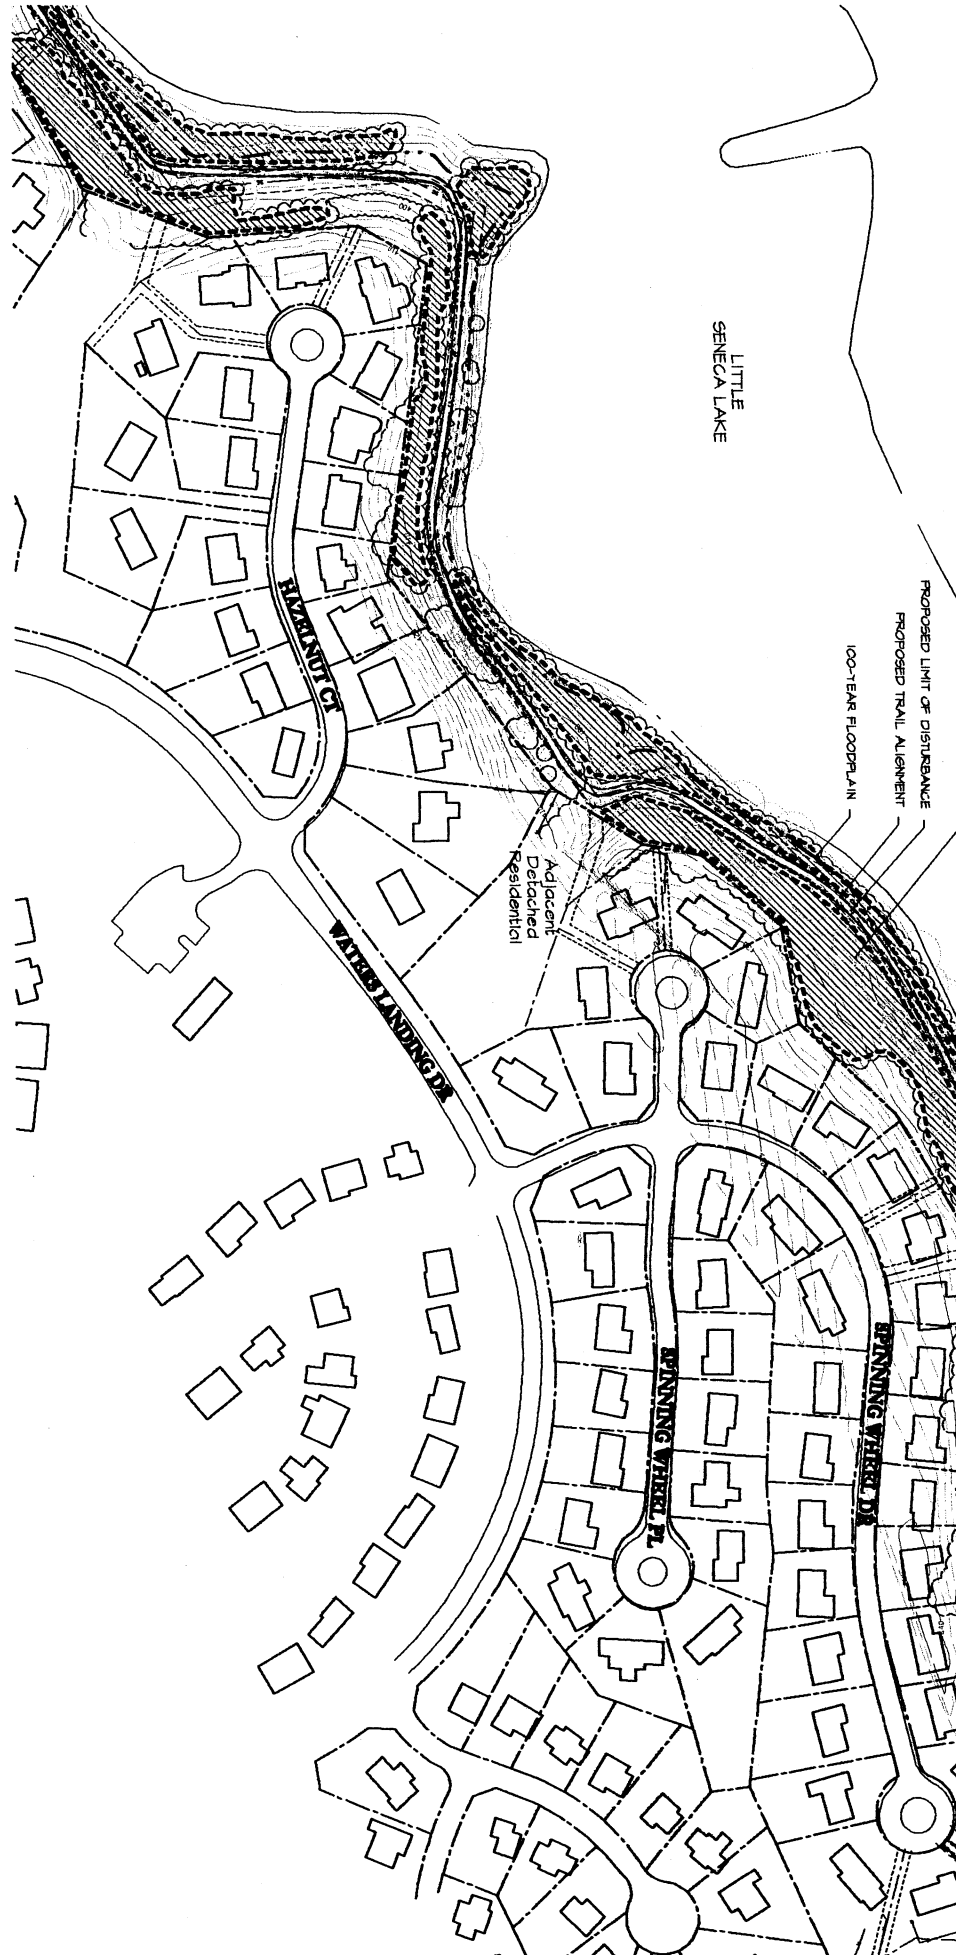 LITTLE
SENECA LAKE
PROPOSED LIMIT OF DISTURBANCE
PROPOSED TRAIL ALIGNMENT
100-YEAR FLOODPLAIN
HAZELNUT CT
Adjacent
Detached
Residential
WATERS LANDING DR
SPINNING WHEEL PL
SPINNING WHEEL DR